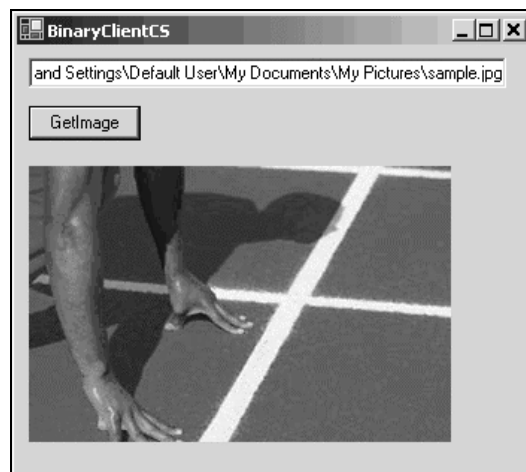 BinaryClientCS
and Settings\Default User\My Documents\My Pictures\sample.jpg
GetImage